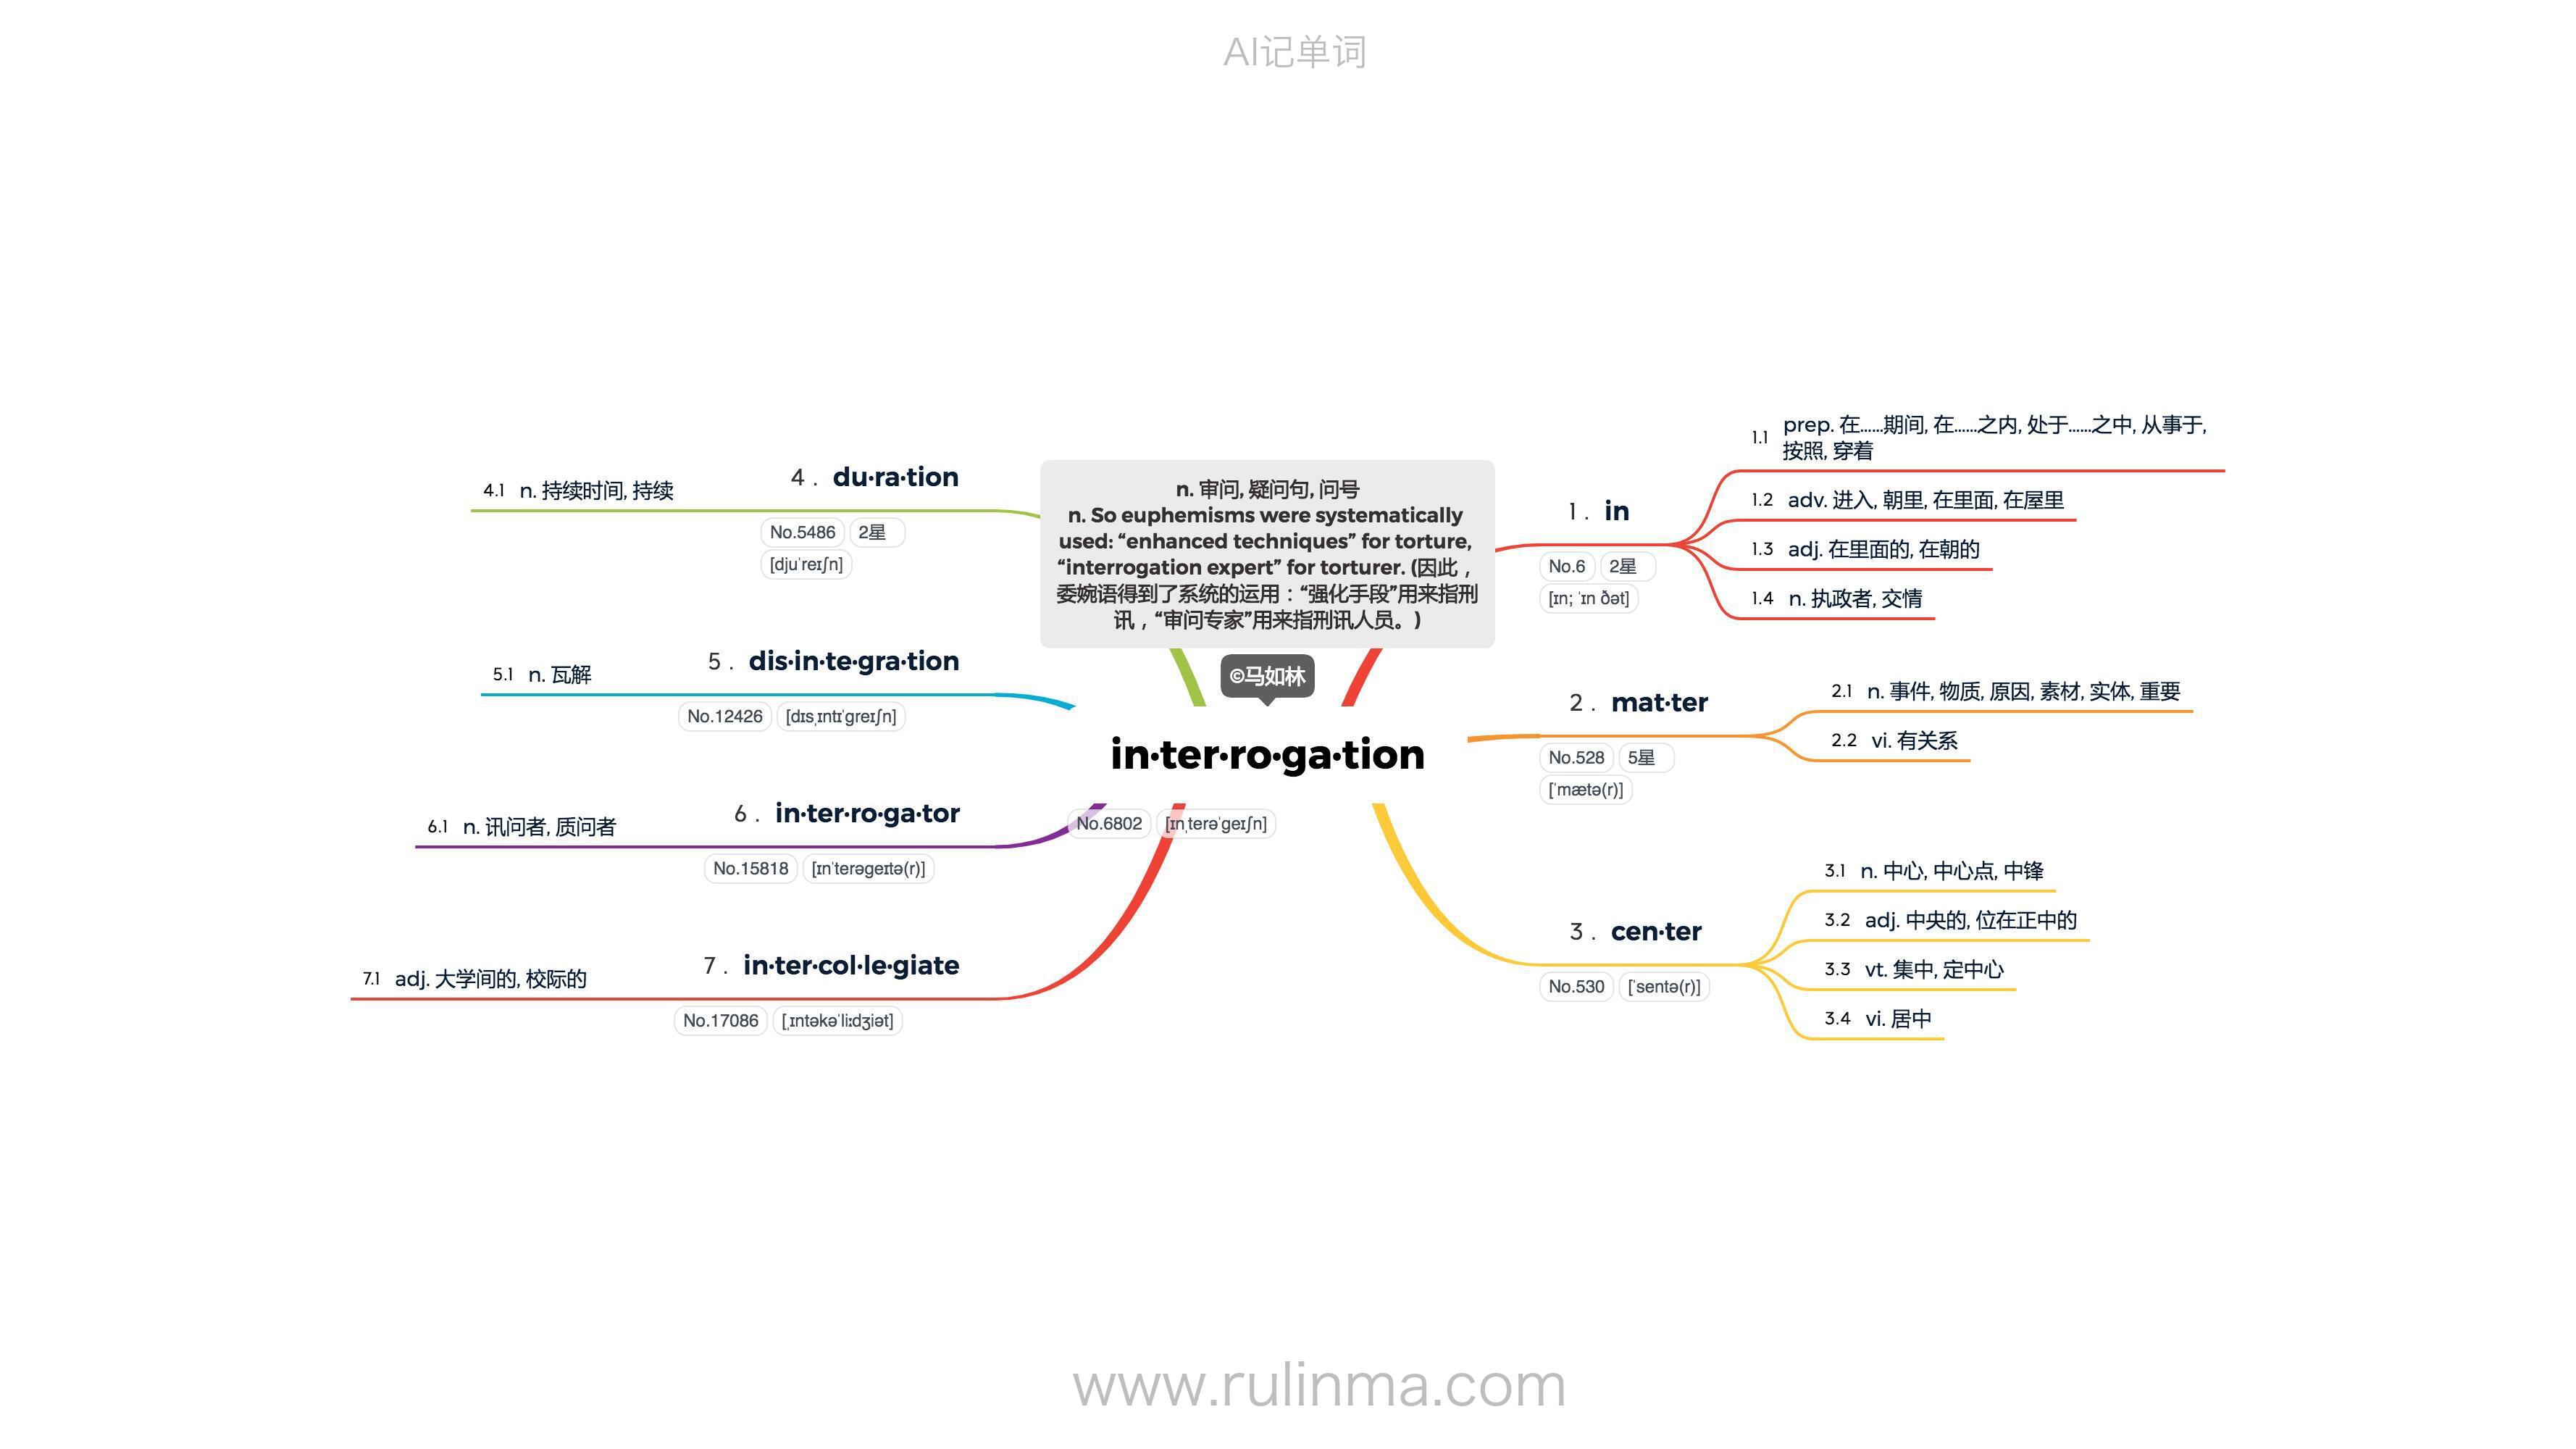 AI记单词
n. 审问, 疑问句, 问号
n. So euphemisms were systematically
used: “enhanced techniques” for torture,
“interrogation expert” for torturer. (因此，
委婉语得到了系统的运用：“强化手段”用来指刑
讯，“审问专家”用来指刑讯人员。)
©马如林
in·ter·ro·ga·tion
No.6802 [ɪnˌterəˈɡeɪʃn]
1. in
No.6 2星
[ɪn; ˈɪn ðət]
1.1 prep. 在……期间, 在……之内, 处于……之中, 从事于,
按照, 穿着
1.2 adv. 进入, 朝里, 在里面, 在屋里
1.3 adj. 在里面的, 在朝的
1.4 n. 执政者, 交情
2. mat·ter
No.528 5星
[ˈmætə(r)]
2.1 n. 事件, 物质, 原因, 素材, 实体, 重要
2.2 vi. 有关系
3. cen·ter
No.530 [ˈsentə(r)]
3.1 n. 中心, 中心点, 中锋
3.2 adj. 中央的, 位在正中的
3.3 vt. 集中, 定中心
3.4 vi. 居中
4. du·ra·tion
No.5486 2星
[djuˈreɪʃn]
4.1 n. 持续时间, 持续
5. dis·in·te·gra·tion
No.12426 [dɪsˌɪntɪˈɡreɪʃn]
5.1 n. 瓦解
6. in·ter·ro·ga·tor
No.15818 [ɪnˈterəɡeɪtə(r)]
6.1 n. 讯问者, 质问者
7. in·ter·col·le·giate
No.17086 [ˌɪntəkəˈliːdʒiət]
7.1 adj. 大学间的, 校际的
www.rulinma.com